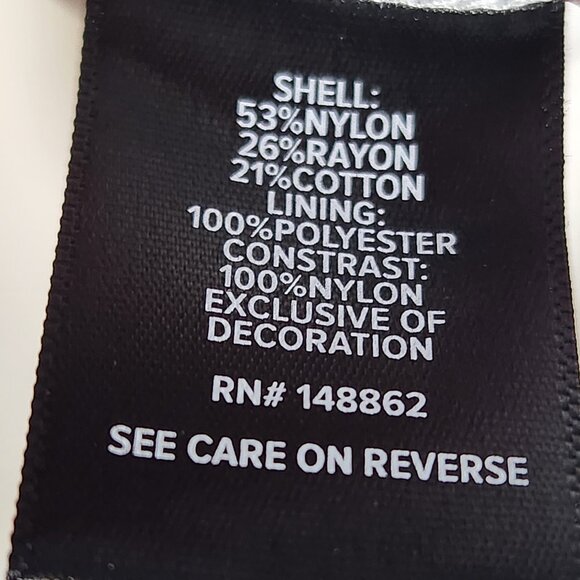 SHELL:
53%NYLON
26%RAYON
21%COTTON
LINING:
100%POLYESTER
CONSTRAST:
100%NYLON
EXCLUSIVE OF
DECORATION
RN# 148862
SEE CARE ON REVERSE